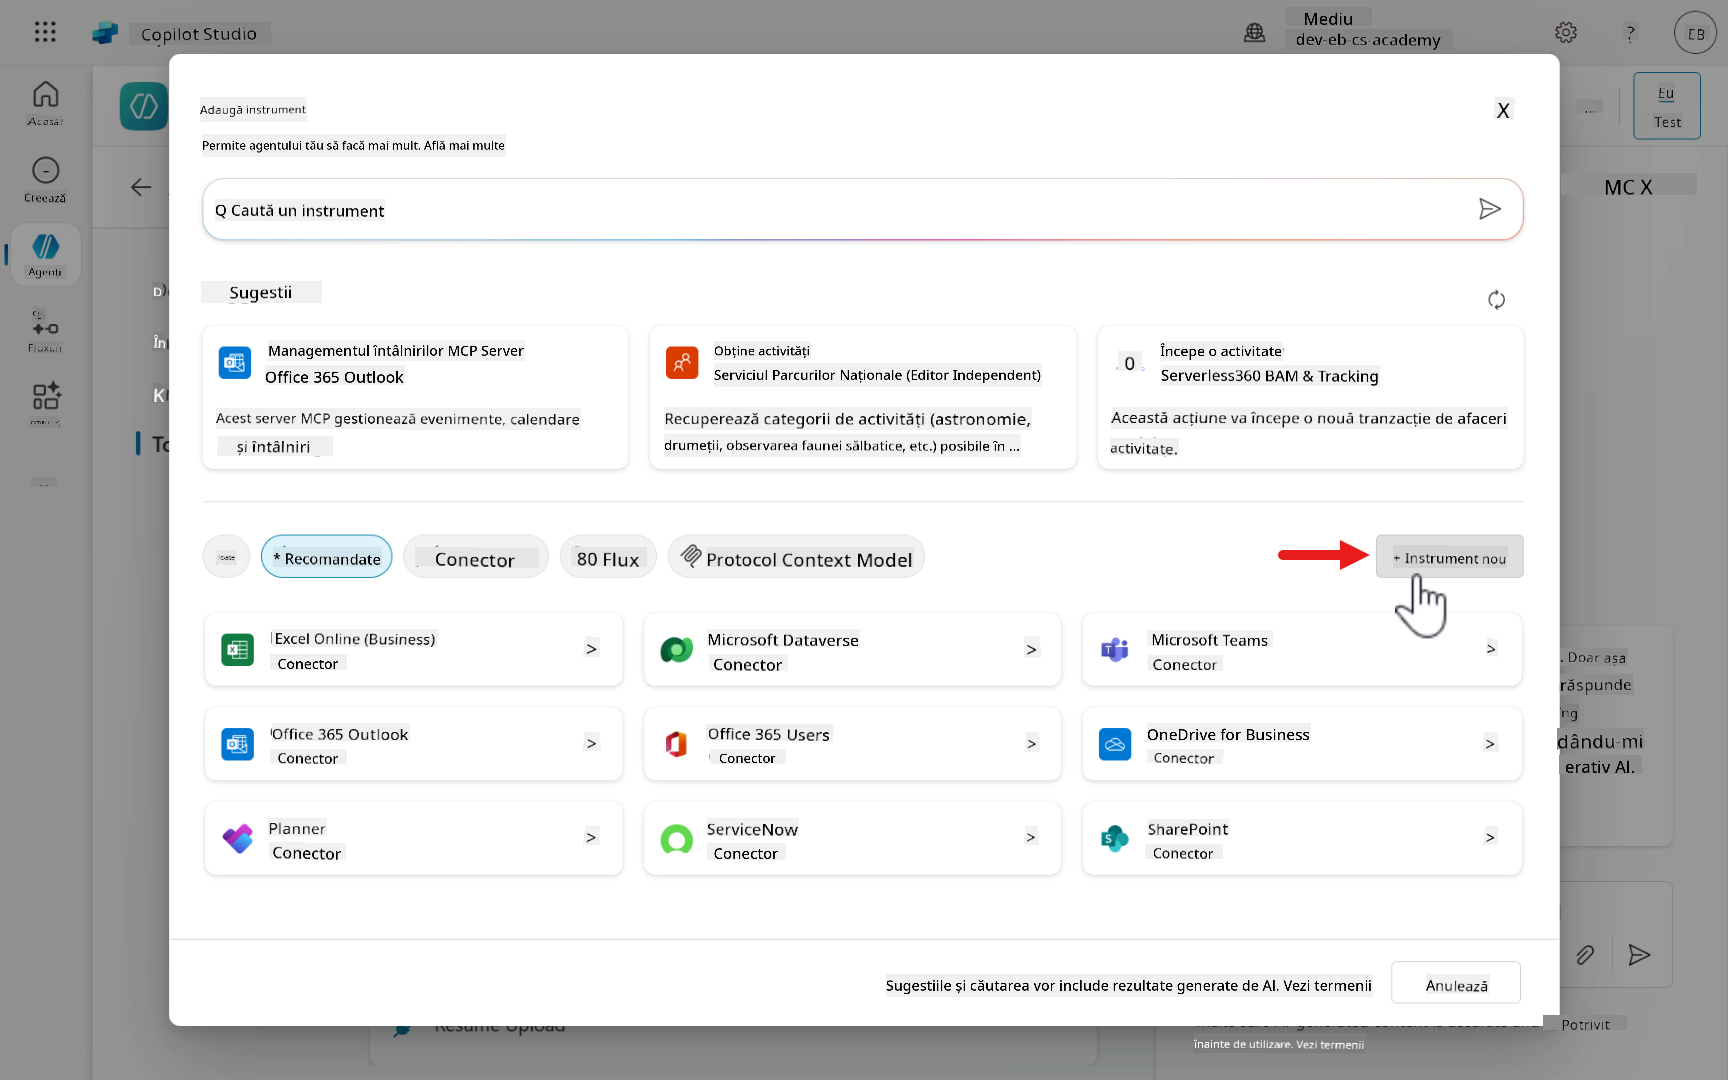 Copilot Studio
Mediu
dev-eb-cs-academy
?
EB
Acasă
Creează
Agenti
Fluxuri
Eu
Test
...
MC X
Adaugă instrument
X
Permite agentului tău să facă mai mult. Află mai multe
Q Caută un instrument
Sugestii
Managementul întâlnirilor MCP Server
Office 365 Outlook
Acest server MCP gestionează evenimente, calendare
și întâlniri
Obține activități
Serviciul Parcurilor Naționale (Editor Independent)
Recuperează categorii de activități (astronomie,
drumeții, observarea faunei sălbatice, etc.) posibile în ...
0
Începe o activitate
Serverless360 BAM & Tracking
Această acțiune va începe o nouă tranzacție de afaceri
activitate.
Toate
* Recomandate
Conector
80 Flux
Protocol Context Model
+ Instrument nou
Excel Online (Business)
Conector
>
Microsoft Dataverse
Conector
>
Microsoft Teams
Conector
>
Office 365 Outlook
Conector
>
Office 365 Users
Conector
>
OneDrive for Business
Conector
>
Planner
Conector
>
ServiceNow
Conector
>
SharePoint
Conector
>
. Doar așa
răspunde
ng
dându-mi
erativ AI.
Sugestiile și căutarea vor include rezultate generate de AI. Vezi termenii
Anulează
Resume Upload
Potrivit
înainte de utilizare. Vezi termenii